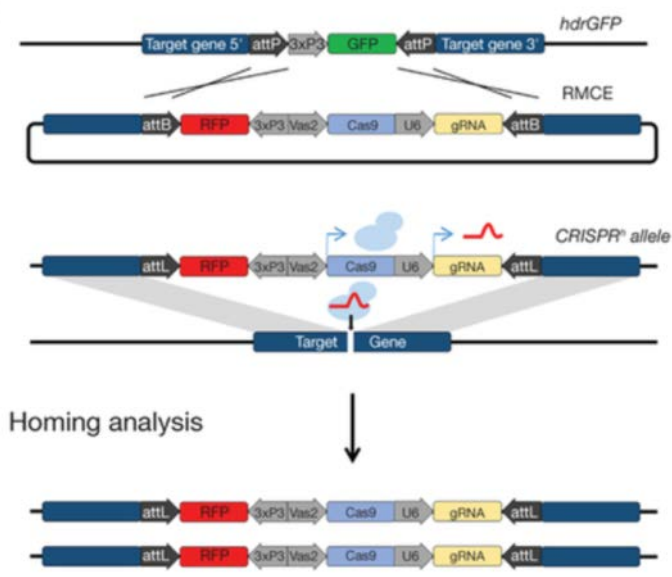 hdrGFP
Target gene 5' attP 3xP3 GFP attP Target gene 3'
RMCE
attB RFP 3xP3 Vas2 Cas9 U6 gRNA attB
CRISPRʰ allele
attL RFP 3xP3 Vas2 Cas9 U6 gRNA attL
Target Gene
Homing analysis
attL RFP 3xP3 Vas2 Cas9 U6 gRNA attL
attL RFP 3xP3 Vas2 Cas9 U6 gRNA attL